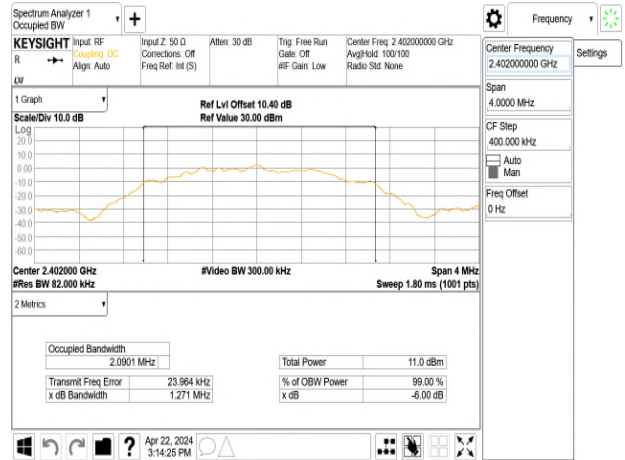 Spectrum Analyzer 1
Occupied BW
Frequency
KEYSIGHT
R
Input: RF
Coupling: DC
Align: Auto
Input Z: 50 Ω
Corrections: Off
Freq Ref: Int (S)
Atten: 30 dB
Trig: Free Run
Gate: Off
#IF Gain: Low
Center Freq: 2.402000000 GHz
Avg|Hold: 100/100
Radio Std: None
LXI
Center Frequency
2.402000000 GHz
Settings
Span
4.0000 MHz
CF Step
400.000 kHz
Auto
Man
Freq Offset
0 Hz
1 Graph
Scale/Div 10.0 dB
Ref Lvl Offset 10.40 dB
Ref Value 30.00 dBm
Log
20.0
10.0
0.00
-10.0
-20.0
-30.0
-40.0
-50.0
-60.0
Center 2.402000 GHz
#Video BW 300.00 kHz
Span 4 MHz
#Res BW 82.000 kHz
Sweep 1.80 ms (1001 pts)
2 Metrics
Occupied Bandwidth
2.0901 MHz
Total Power 11.0 dBm
Transmit Freq Error 23.964 kHz
% of OBW Power 99.00 %
x dB Bandwidth 1.271 MHz
x dB -6.00 dB
?
Apr 22, 2024
3:14:25 PM